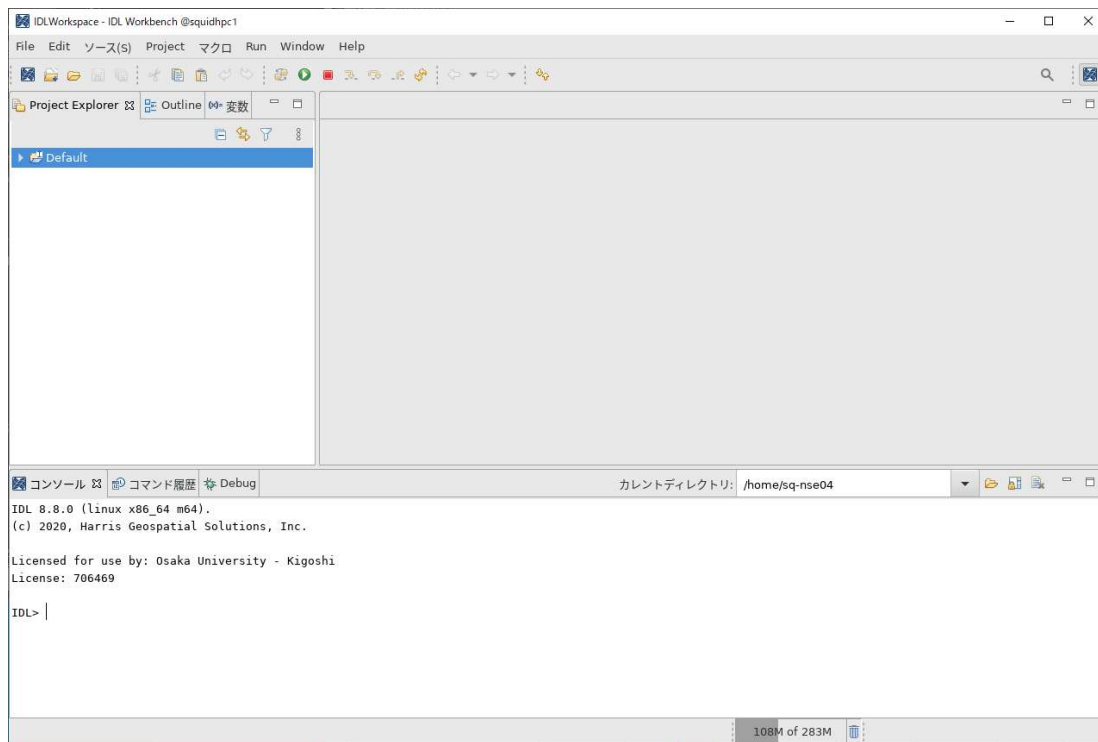 IDLWorkspace - IDL Workbench @squidhpc1
File Edit ソース(S) Project マクロ Run Window Help
Project Explorer Outline 変数
Default
コンソール コマンド履歴 Debug カレントディレクトリ: /home/sq-nse04
IDL 8.8.0 (linux x86_64 m64).
(c) 2020, Harris Geospatial Solutions, Inc.
Licensed for use by: Osaka University - Kigoshi
License: 706469
IDL>
108M of 283M